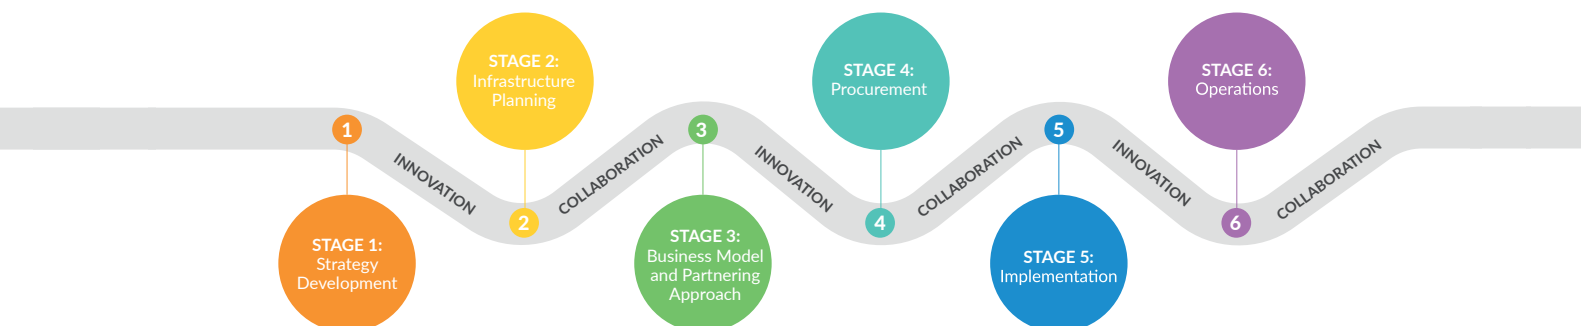 STAGE 2:
Infrastructure
Planning
STAGE 4:
Procurement
STAGE 6:
Operations
1
INNOVATION
2
COLLABORATION
3
INNOVATION
4
COLLABORATION
5
INNOVATION
6
COLLABORATION
STAGE 1:
Strategy
Development
STAGE 3:
Business Model
and Partnering
Approach
STAGE 5:
Implementation